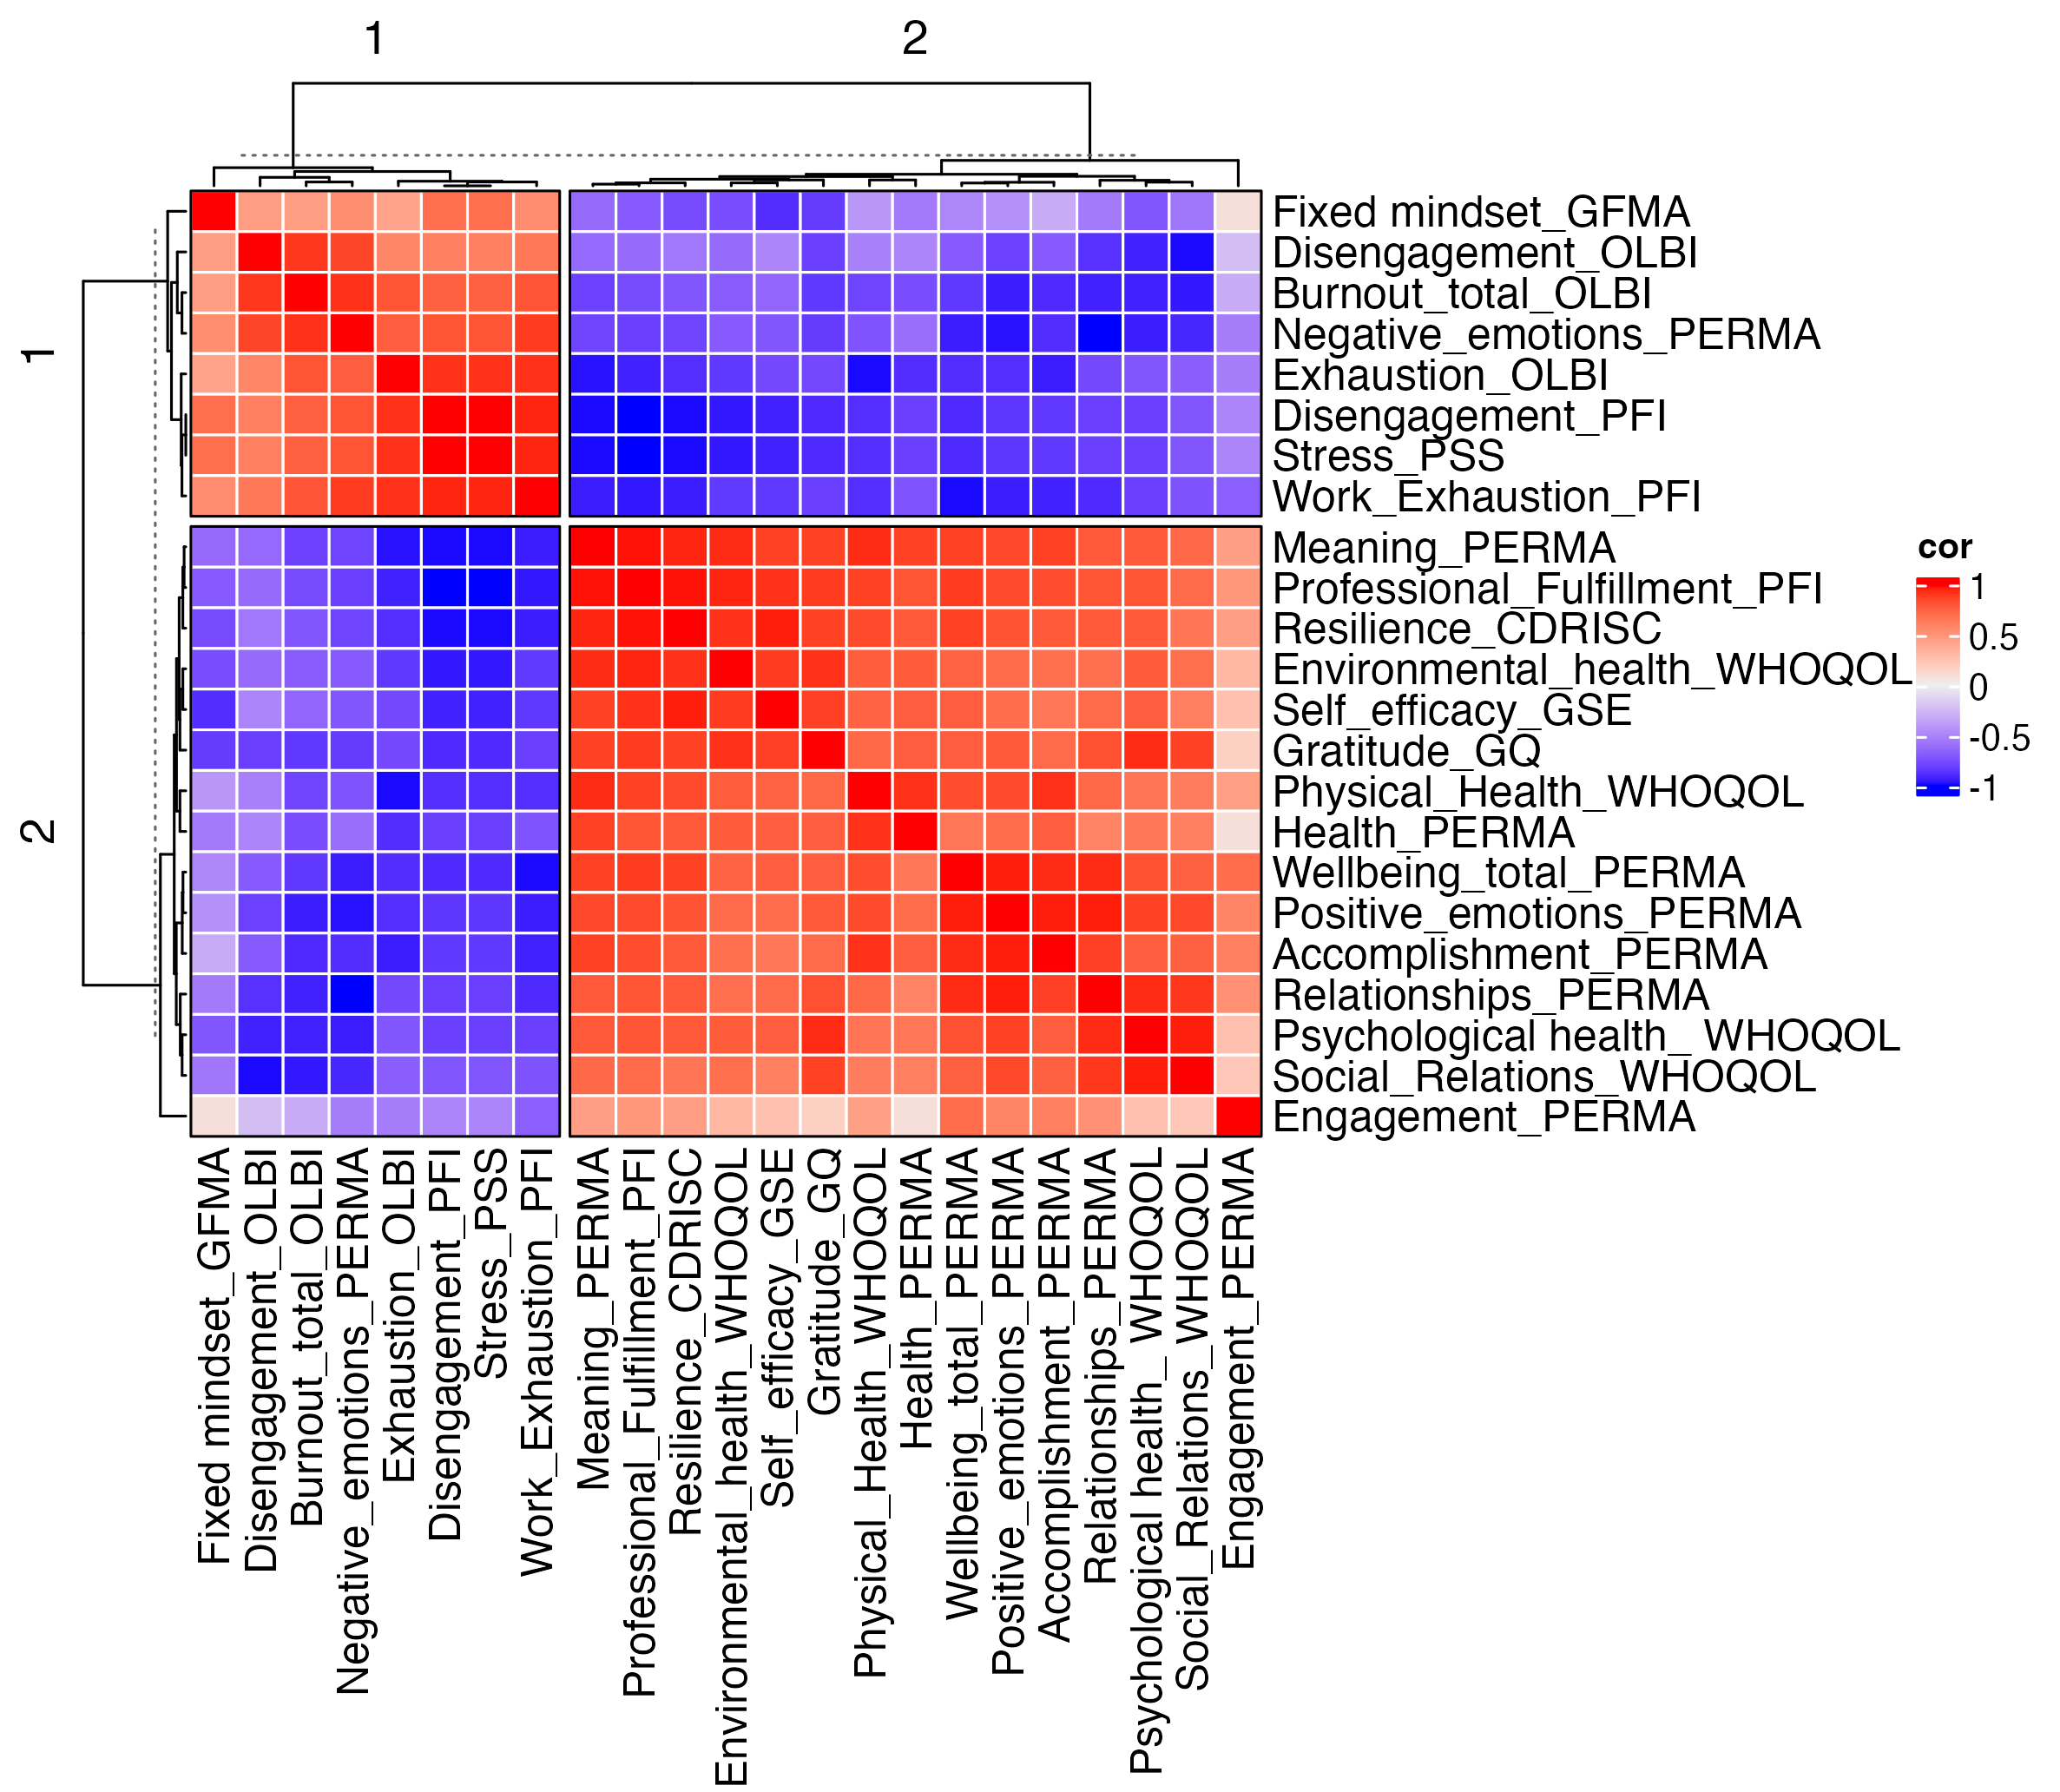 1
2
1
2
Fixed mindset_GFMA
Disengagement_OLBI
Burnout_total_OLBI
Negative_emotions_PERMA
Exhaustion_OLBI
Disengagement_PFI
Stress_PSS
Work_Exhaustion_PFI
Meaning_PERMA
Professional_Fulfillment_PFI
Resilience_CDRISC
Environmental_health_WHOQOL
Self_efficacy_GSE
Gratitude_GQ
Physical_Health_WHOQOL
Health_PERMA
Wellbeing_total_PERMA
Positive_emotions_PERMA
Accomplishment_PERMA
Relationships_PERMA
Psychological health_ WHOQOL
Social_Relations_WHOQOL
Engagement_PERMA
cor
1
0.5
0
-0.5
-1
Fixed mindset_GFMA
Disengagement_OLBI
Burnout_total_OLBI
Negative_emotions_PERMA
Exhaustion_OLBI
Disengagement_PFI
Stress_PSS
Work_Exhaustion_PFI
Meaning_PERMA
Professional_Fulfillment_PFI
Resilience_CDRISC
Environmental_health_WHOQOL
Self_efficacy_GSE
Gratitude_GQ
Physical_Health_WHOQOL
Health_PERMA
Wellbeing_total_PERMA
Positive_emotions_PERMA
Accomplishment_PERMA
Relationships_PERMA
Psychological health_ WHOQOL
Social_Relations_WHOQOL
Engagement_PERMA